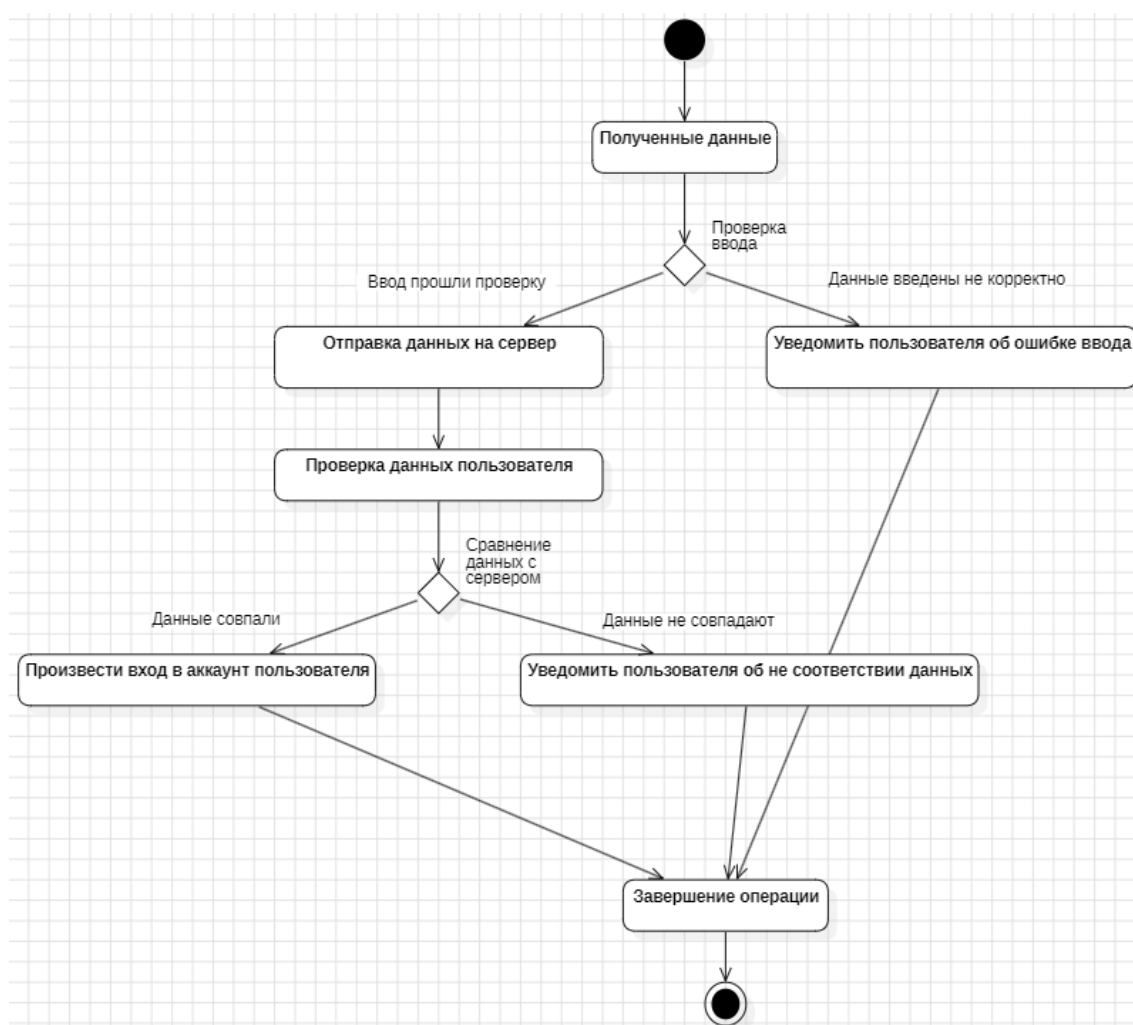 Полученные данные
Проверка
ввода
Ввод прошли проверку
Данные введены не корректно
Отправка данных на сервер
Уведомить пользователя об ошибке ввода
Проверка данных пользователя
Сравнение
данных с
сервером
Данные совпали
Данные не совпадают
Произвести вход в аккаунт пользователя
Уведомить пользователя об не соответствии данных
Завершение операции